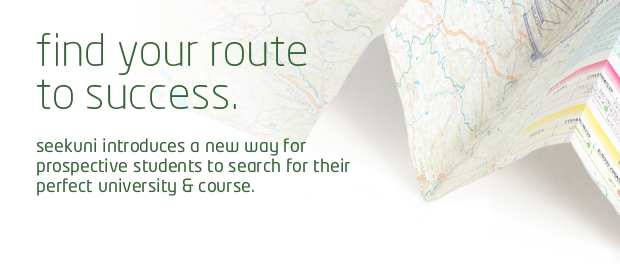 find your route
to success.
seekuni introduces a new way for
prospective students to search for their
perfect university & course.